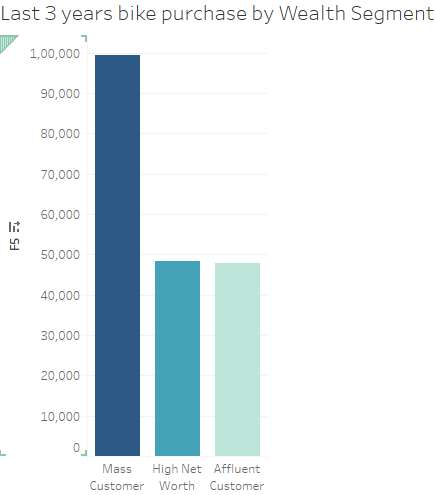 Last 3 years bike purchase by Wealth Segment
1,00,000
90,000
80,000
70,000
60,000
50,000
40,000
30,000
20,000
10,000
0
F5
Mass Customer
High Net Worth
Affluent Customer